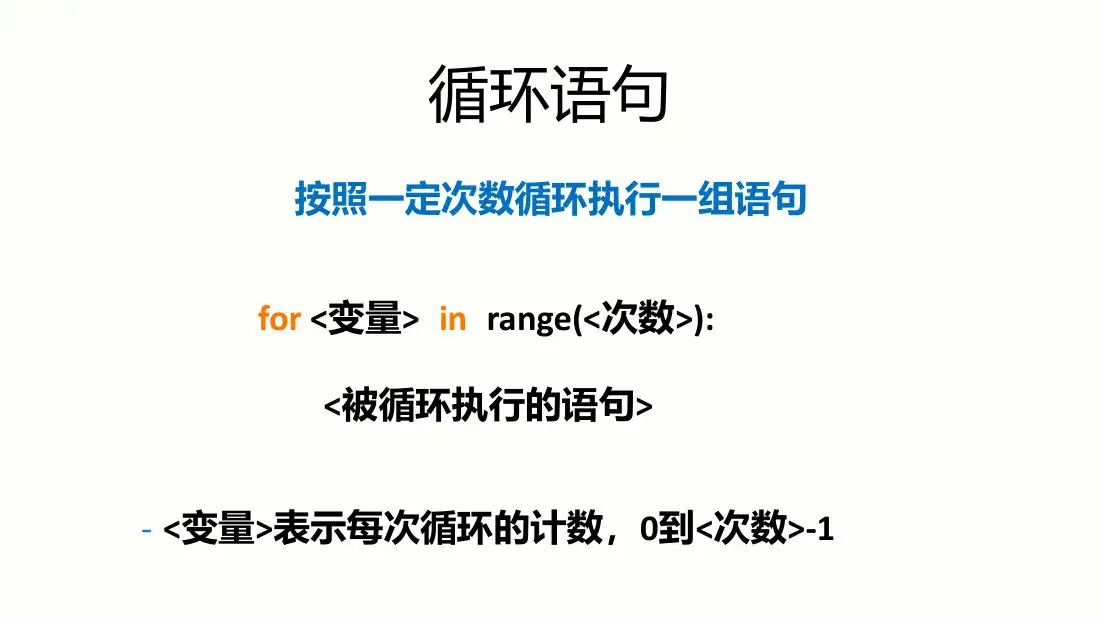 循环语句
按照一定次数循环执行一组语句
for <变量> in range(<次数>):
<被循环执行的语句>
- <变量>表示每次循环的计数，0到<次数>-1